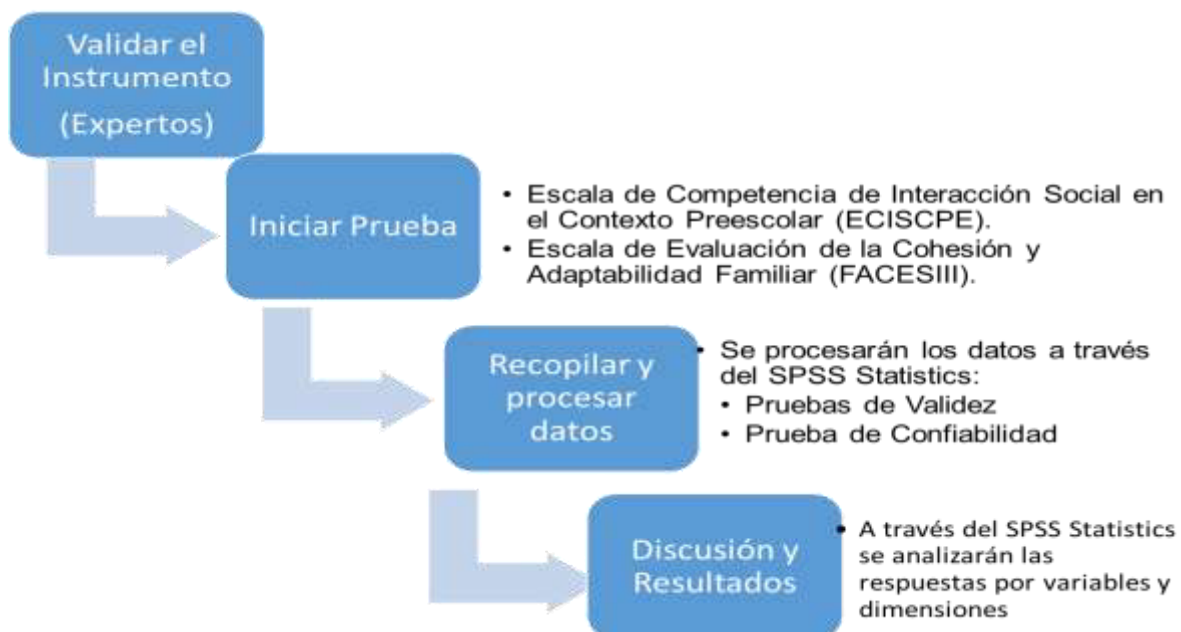 Validar el
Instrumento
(Expertos)
Iniciar Prueba
• Escala de Competencia de Interacción Social en
el Contexto Preescolar (ECISCPE).
• Escala de Evaluación de la Cohesión y
Adaptabilidad Familiar (FACESIII).
Recopilar y
procesar
datos
• Se procesarán los datos a través
del SPSS Statistics:
• Pruebas de Validez
• Prueba de Confiabilidad
Discusión y
Resultados
• A través del SPSS Statistics
se analizarán las
respuestas por variables y
dimensiones